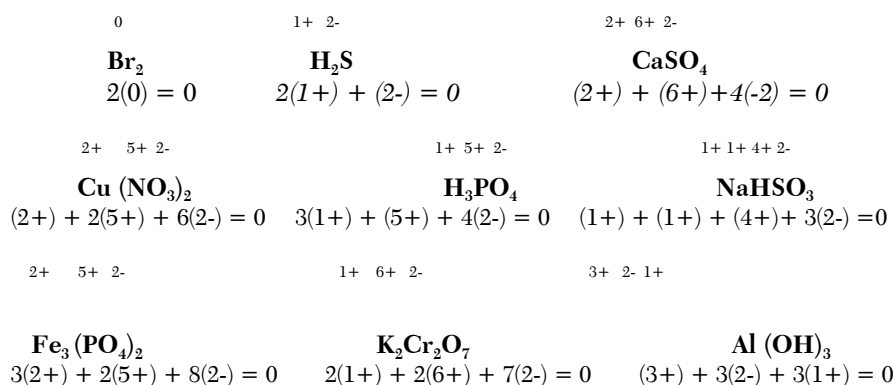 0 1+ 2- 2+ 6+ 2-
Br₂ H₂S CaSO₄
2(0) = 0 2(1+) + (2-) = 0 (2+) + (6+)+4(-2) = 0
2+ 5+ 2- 1+ 5+ 2- 1+ 1+ 4+ 2-
Cu (NO₃)₂ H₃PO₄ NaHSO₃
(2+) + 2(5+) + 6(2-) = 0 3(1+) + (5+) + 4(2-) = 0 (1+) + (1+) + (4+)+ 3(2-) =0
2+ 5+ 2- 1+ 6+ 2- 3+ 2- 1+
Fe₃ (PO₄)₂ K₂Cr₂O₇ Al (OH)₃
3(2+) + 2(5+) + 8(2-) = 0 2(1+) + 2(6+) + 7(2-) = 0 (3+) + 3(2-) + 3(1+) = 0